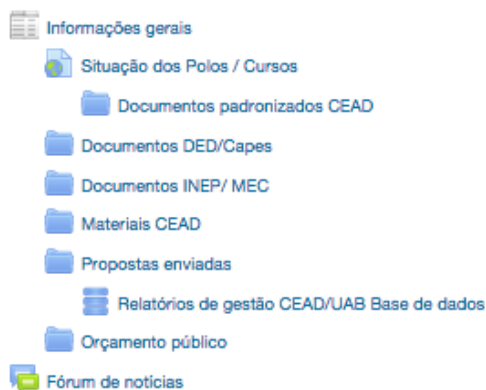 Informações gerais
Situação dos Polos / Cursos
Documentos padronizados CEAD
Documentos DED/Capes
Documentos INEP/ MEC
Materiais CEAD
Propostas enviadas
Relatórios de gestão CEAD/UAB Base de dados
Orçamento público
Fórum de notícias